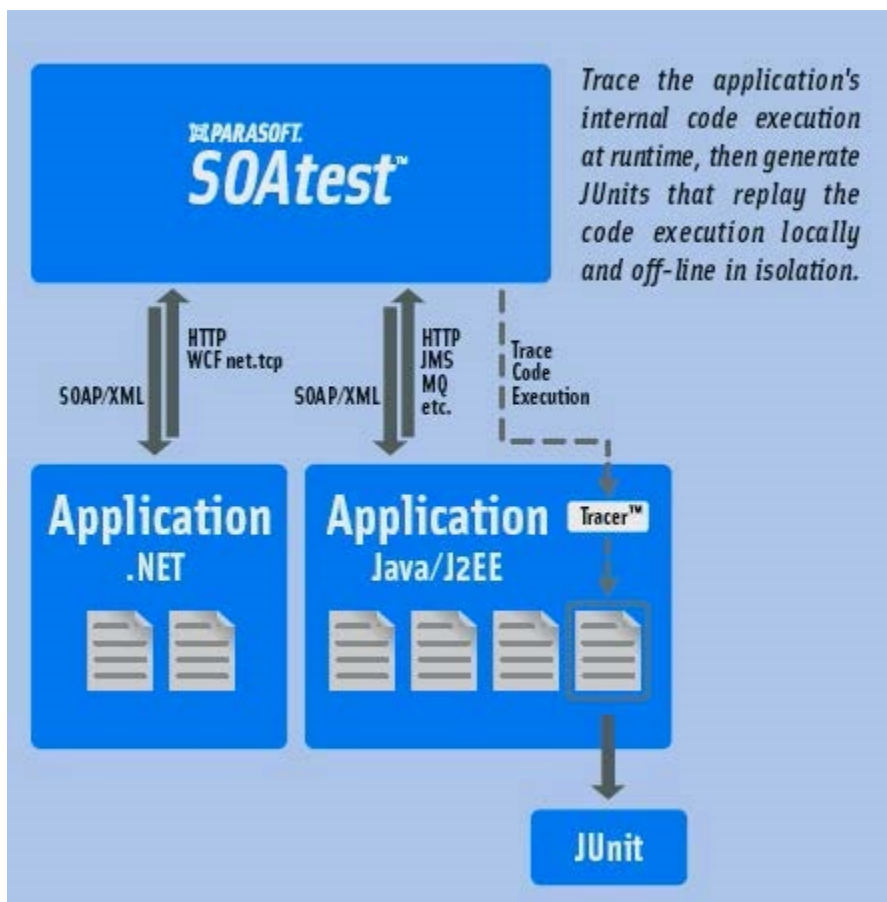 PARASOFT.
SOAtest™
Trace the application's
internal code execution
at runtime, then generate
JUnits that replay the
code execution locally
and off-line in isolation.
SOAP/XML
HTTP
WCF net.tcp
SOAP/XML
HTTP
JMS
MQ
etc.
Trace
Code
Execution
Application
.NET
Application
Java/J2EE
Tracer™
JUnit